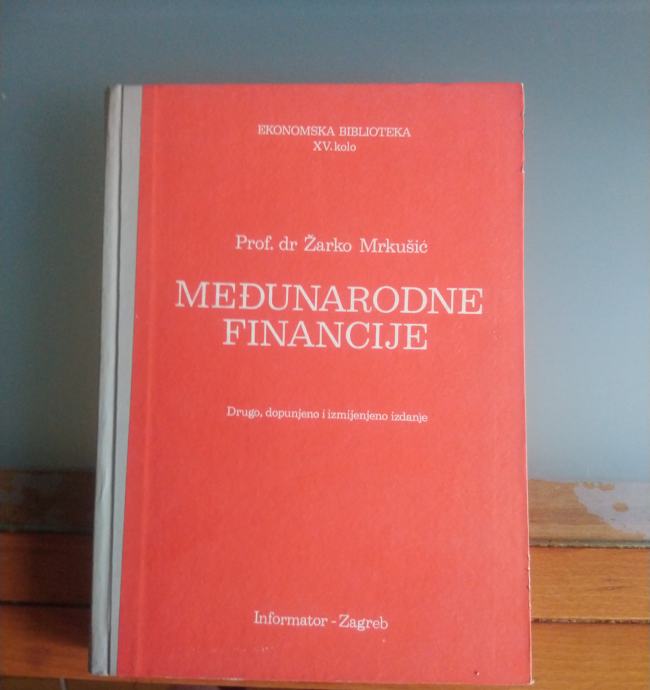 EKONOMSKA BIBLIOTEKA
XV. kolo
Prof. dr Žarko Mrkušić
MEĐUNARODNE
FINANCIJE
Drugo, dopunjeno i izmijenjeno izdanje
Informator - Zagreb